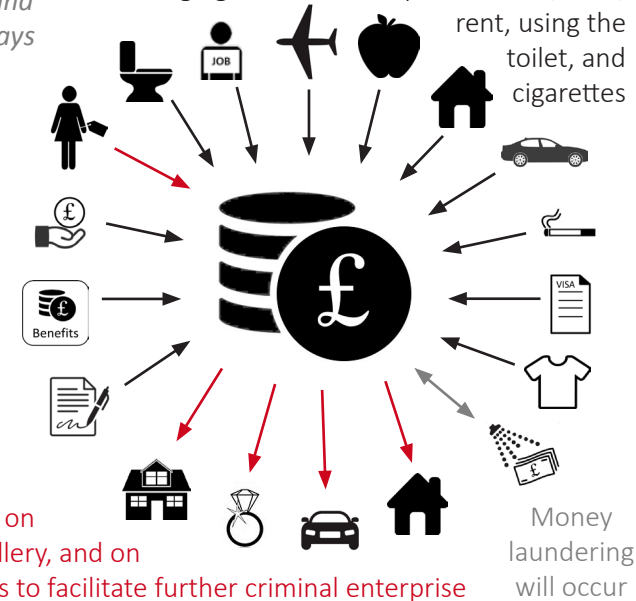 and
ays
rent, using the
toilet, and
cigarettes
JOB
£
VISA
£
Benefits
£
£
on
llery, and on
s to facilitate further criminal enterprise
Money
laundering
will occur